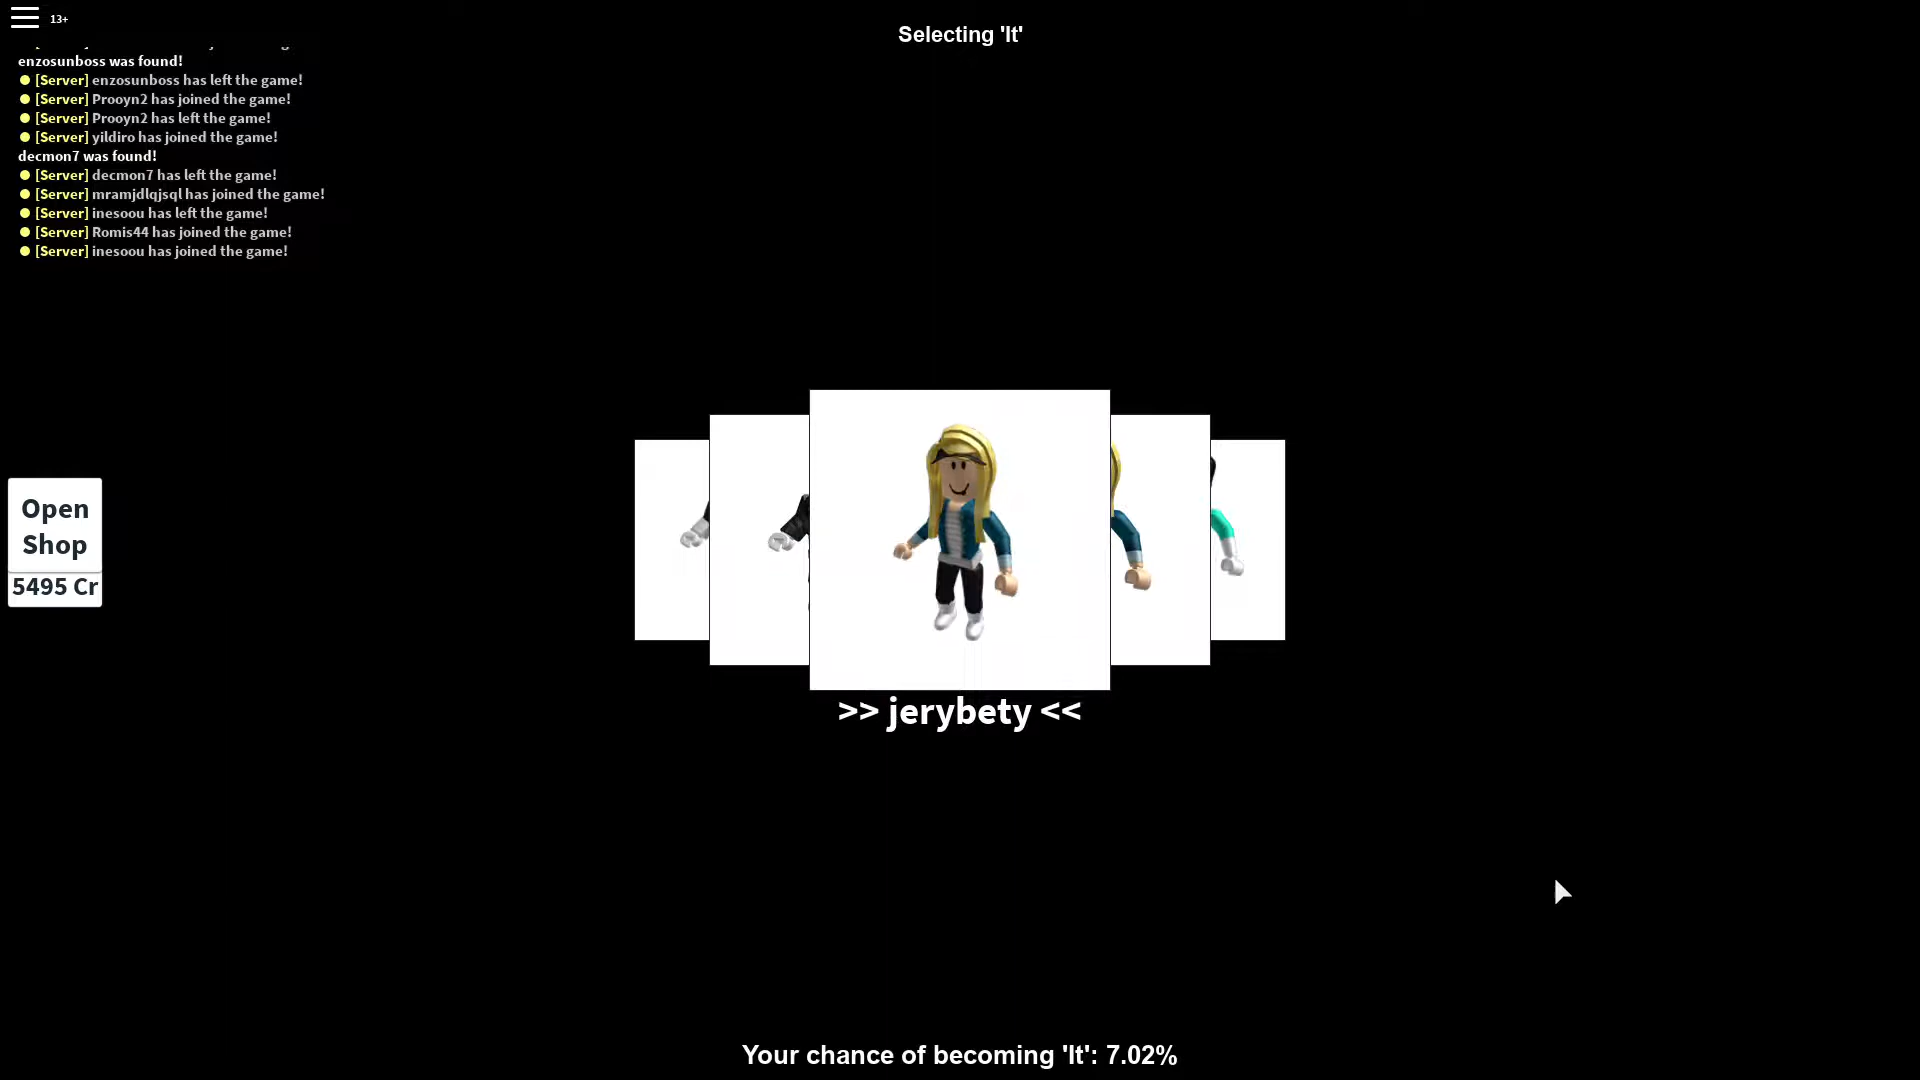 13+
Selecting 'It'
enzosunboss was found!
[Server] enzosunboss has left the game!
[Server] Prooyn2 has joined the game!
[Server] Prooyn2 has left the game!
[Server] yildiro has joined the game!
decmon7 was found!
[Server] decmon7 has left the game!
[Server] mramjdlqjsql has joined the game!
[Server] inesoou has left the game!
[Server] Romis44 has joined the game!
[Server] inesoou has joined the game!
Open
Shop
5495 Cr
>> jerybety <<
Your chance of becoming 'It': 7.02%